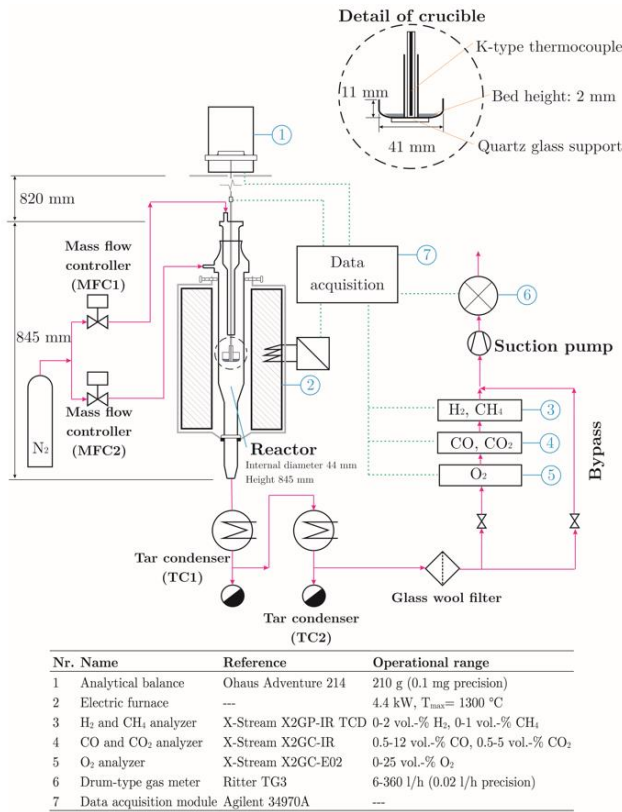 Detail of crucible
K-type thermocouple
11 mm
Bed height: 2 mm
41 mm
Quartz glass support
1
820 mm
Mass flow
controller
(MFC1)
Data
acquisition
7
6
845 mm
Suction pump
2
Mass flow
controller
(MFC2)
N₂
H₂, CH₄
3
CO, CO₂
4
O₂
5
Bypass
Reactor
Internal diameter 44 mm
Height 845 mm
Tar condenser
(TC1)
Tar condenser
(TC2)
Glass wool filter
Nr. Name Reference Operational range
1 Analytical balance Ohaus Adventure 214 210 g (0.1 mg precision)
2 Electric furnace --- 4.4 kW, Tmax= 1300 °C
3 H₂ and CH₄ analyzer X-Stream X2GP-IR TCD 0-2 vol.-% H₂, 0-1 vol.-% CH₄
4 CO and CO₂ analyzer X-Stream X2GC-IR 0.5-12 vol.-% CO, 0.5-5 vol.-% CO₂
5 O₂ analyzer X-Stream X2GC-E02 0-25 vol.-% O₂
6 Drum-type gas meter Ritter TG3 6-360 l/h (0.02 l/h precision)
7 Data acquisition module Agilent 34970A ---